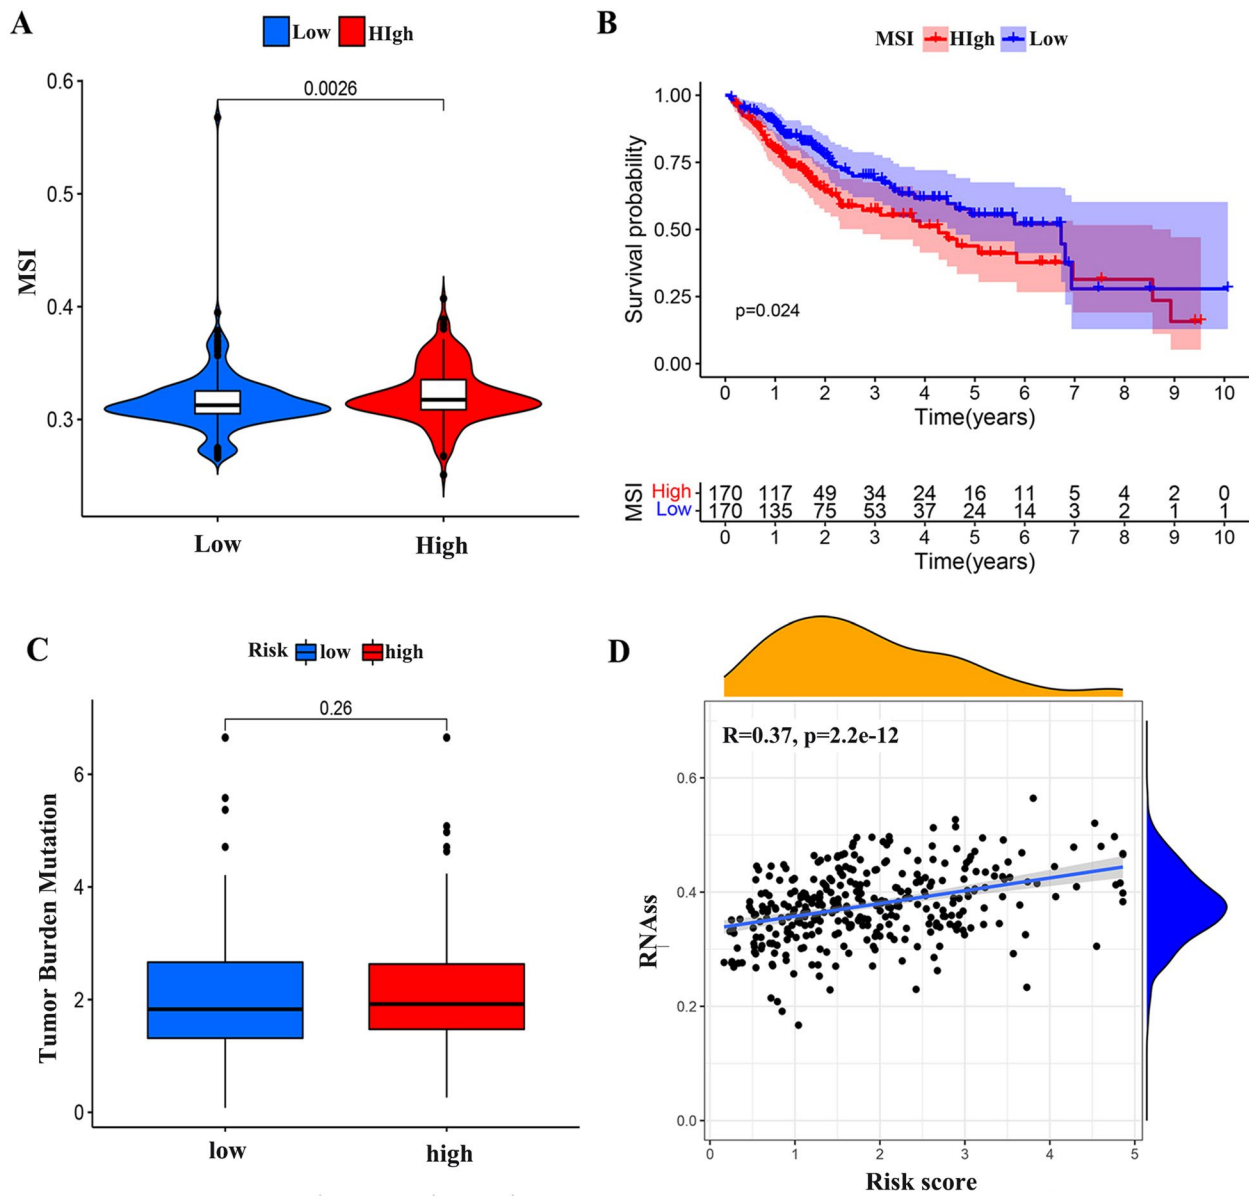 A
Low HIgh
0.0026
0.6
0.5
0.4
0.3
MSI
Low High
B
MSI HIgh Low
1.00
0.75
0.50
0.25
0.00
Survival probability
p=0.024
0 1 2 3 4 5 6 7 8 9 10
Time(years)
MSI
High 170 117 49 34 24 16 11 5 4 2 0
Low 170 135 75 53 37 24 14 3 2 1 1
0 1 2 3 4 5 6 7 8 9 10
Time(years)
C
Risk low high
0.26
6
4
2
0
Tumor Burden Mutation
low high
D
R=0.37, p=2.2e-12
0.6
0.4
0.2
0.0
RNAss
0 1 2 3 4 5
Risk score